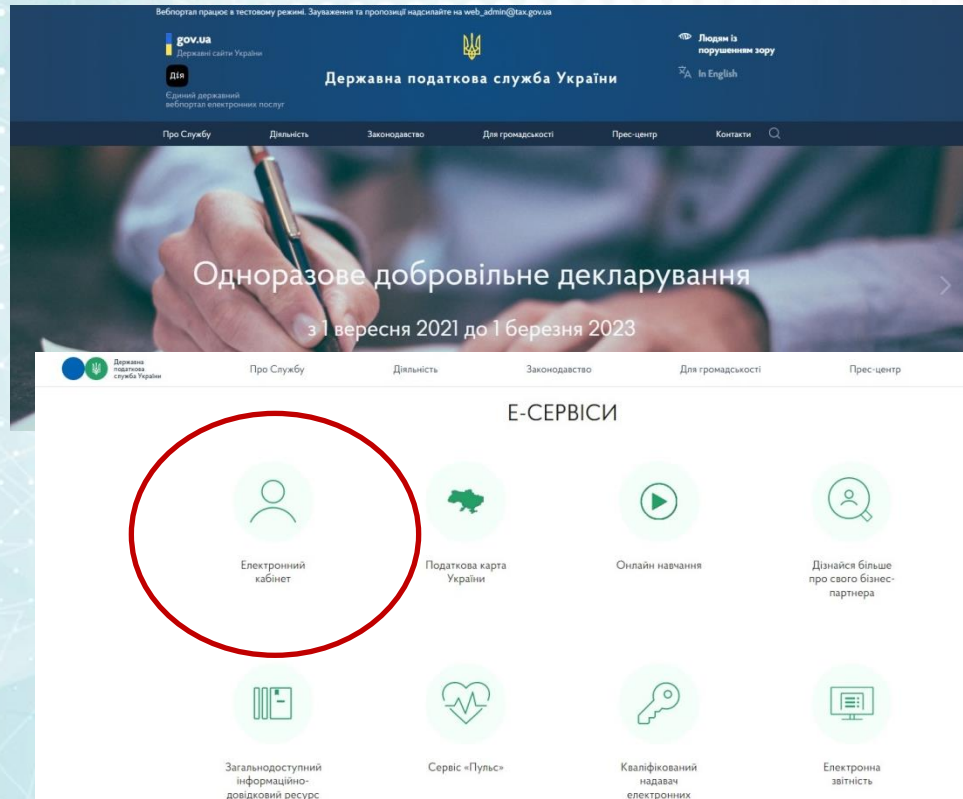 Вебпортал працює в тестовому режимі. Зауваження та пропозиції надсилайте на web_admin@tax.gov.ua
gov.ua
Державні сайти України
Дія
Єдиний державний
вебпортал електронних послуг
Державна податкова служба України
Людям із
порушенням зору
In English
Про Службу Діяльність Законодавство Для громадськості Прес-центр Контакти
Одноразове добровільне декларування
з 1 вересня 2021 до 1 березня 2023
Державна
податкова
служба України
Про Службу Діяльність Законодавство Для громадськості Прес-центр
Е-СЕРВІСИ
Електронний
кабінет
Податкова карта
України
Онлайн навчання
Дізнайся більше
про свого бізнес-
партнера
Загальнодоступний
інформаційно-
довідковий ресурс
Сервіс «Пульс»
Кваліфікований
надавач
електронних
Електронна
звітність